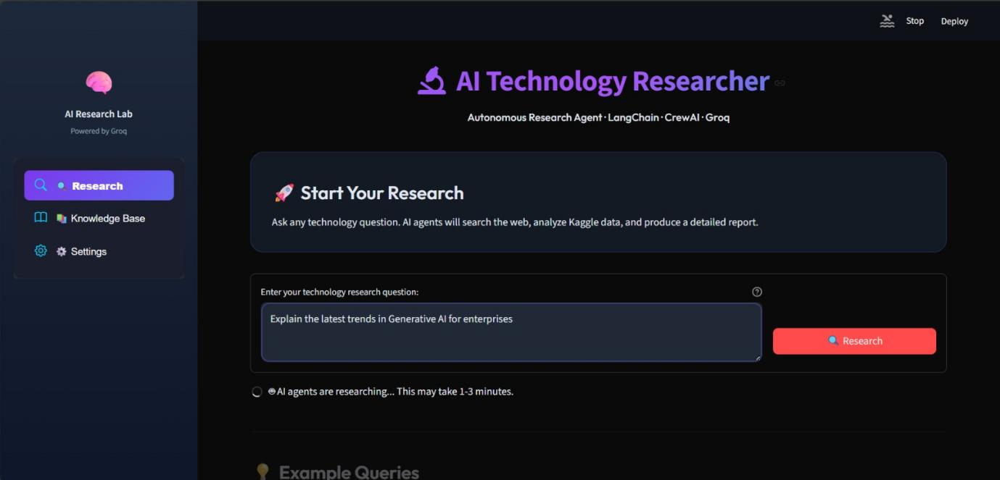 Stop
Deploy
AI Research Lab
Powered by Groq
Research
Knowledge Base
Settings
AI Technology Researcher
Autonomous Research Agent · LangChain · CrewAI · Groq
Start Your Research
Ask any technology question. AI agents will search the web, analyze Kaggle data, and produce a detailed report.
Enter your technology research question:
Explain the latest trends in Generative AI for enterprises
Research
AI agents are researching... This may take 1-3 minutes.
Example Queries